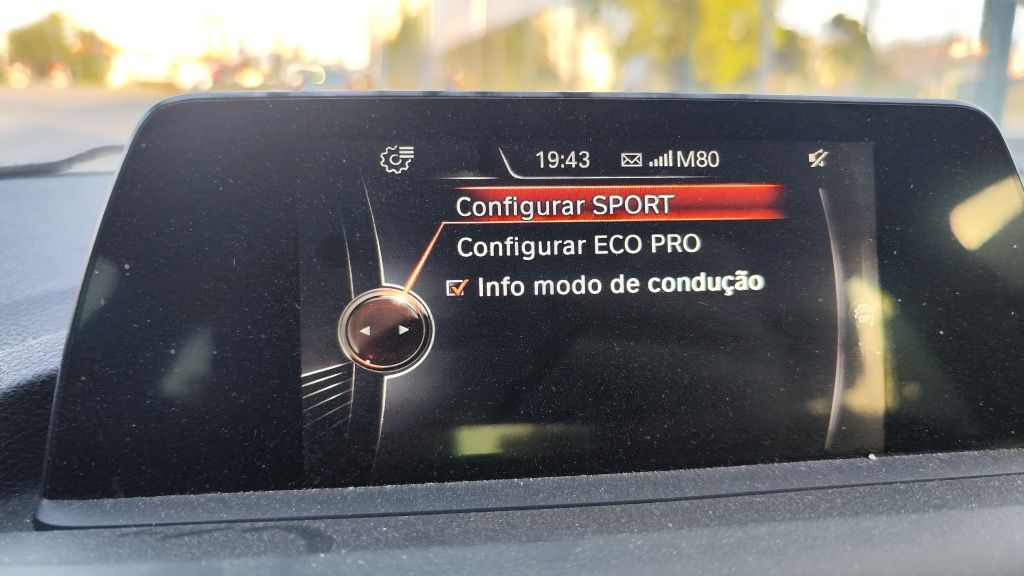 19:43 M80
Configurar SPORT
Configurar ECO PRO
Info modo de condução